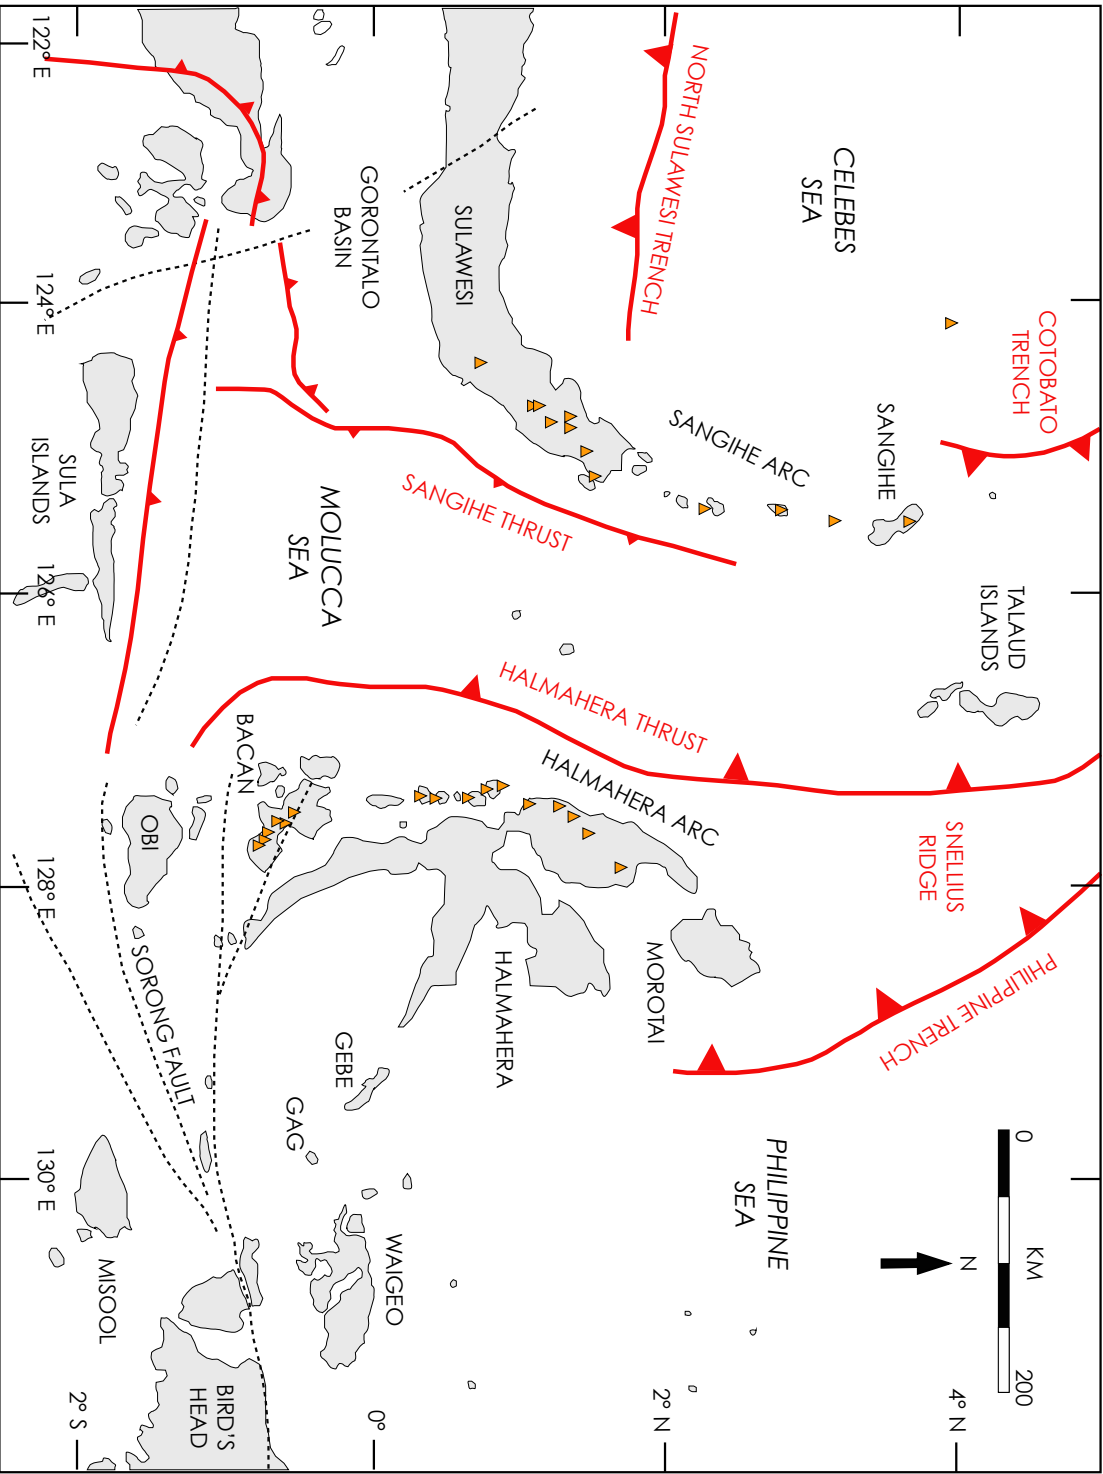 122° E
124° E
126° E
128° E
130° E
4° N
2° N
0°
2° S
0
200
KM
N
COTOBATO
TRENCH
CELEBES
SEA
NORTH SULAWESI TRENCH
SANGIHE
SANGIHE ARC
SULAWESI
GORONTALO
BASIN
SANGIHE THRUST
MOLUCCA
SEA
SULA
ISLANDS
TALAUD
ISLANDS
HALMAHERA THRUST
HALMAHERA ARC
SNELLIUS
RIDGE
PHILIPPINE TRENCH
BACAN
OBI
MOROTAI
HALMAHERA
SORONG FAULT
GEBE
GAG
PHILIPPINE
SEA
WAIGEO
MISOOL
BIRD'S
HEAD